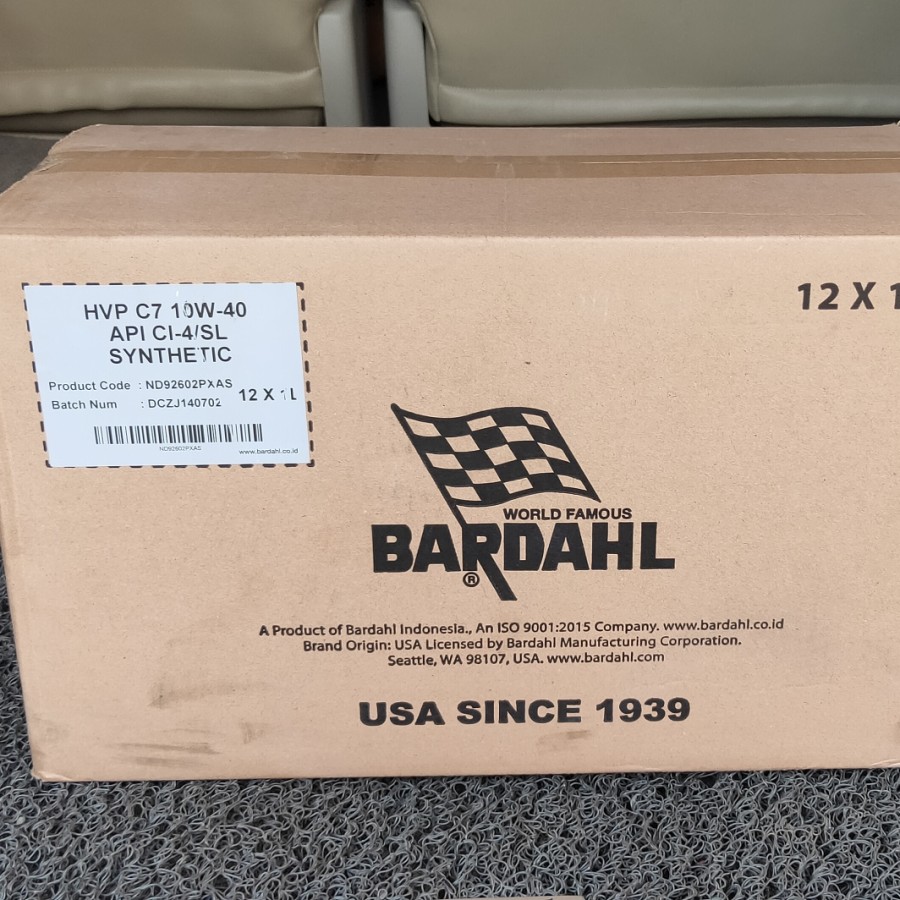 HVP C7 10W-40
API CI-4/SL
SYNTHETIC
Product Code : ND92602PXAS
Batch Num : DCZJ140702
12 X 1L
ND92602PXAS
www.bardahl.co.id
12 X 1
WORLD FAMOUS
BARDAHL
®
A Product of Bardahl Indonesia., An ISO 9001:2015 Company. www.bardahl.co.id
Brand Origin: USA Licensed by Bardahl Manufacturing Corporation.
Seattle, WA 98107, USA. www.bardahl.com
USA SINCE 1939